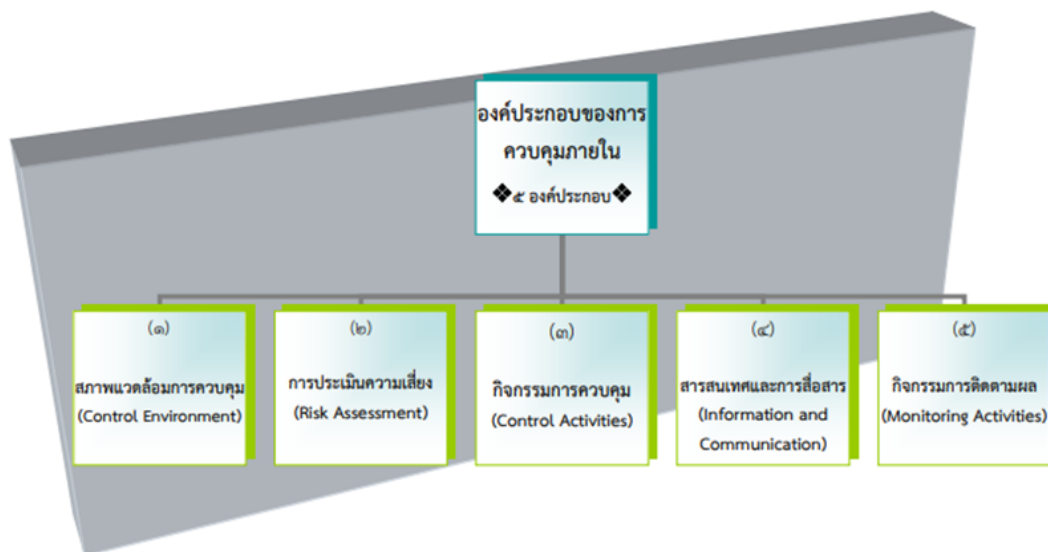 องค์ประกอบของการ
ควบคุมภายใน
❖๕ องค์ประกอบ❖
(๑)
สภาพแวดล้อมการควบคุม
(Control Environment)
(๒)
การประเมินความเสี่ยง
(Risk Assessment)
(๓)
กิจกรรมการควบคุม
(Control Activities)
(๔)
สารสนเทศและการสื่อสาร
(Information and
Communication)
(๕)
กิจกรรมการติดตามผล
(Monitoring Activities)